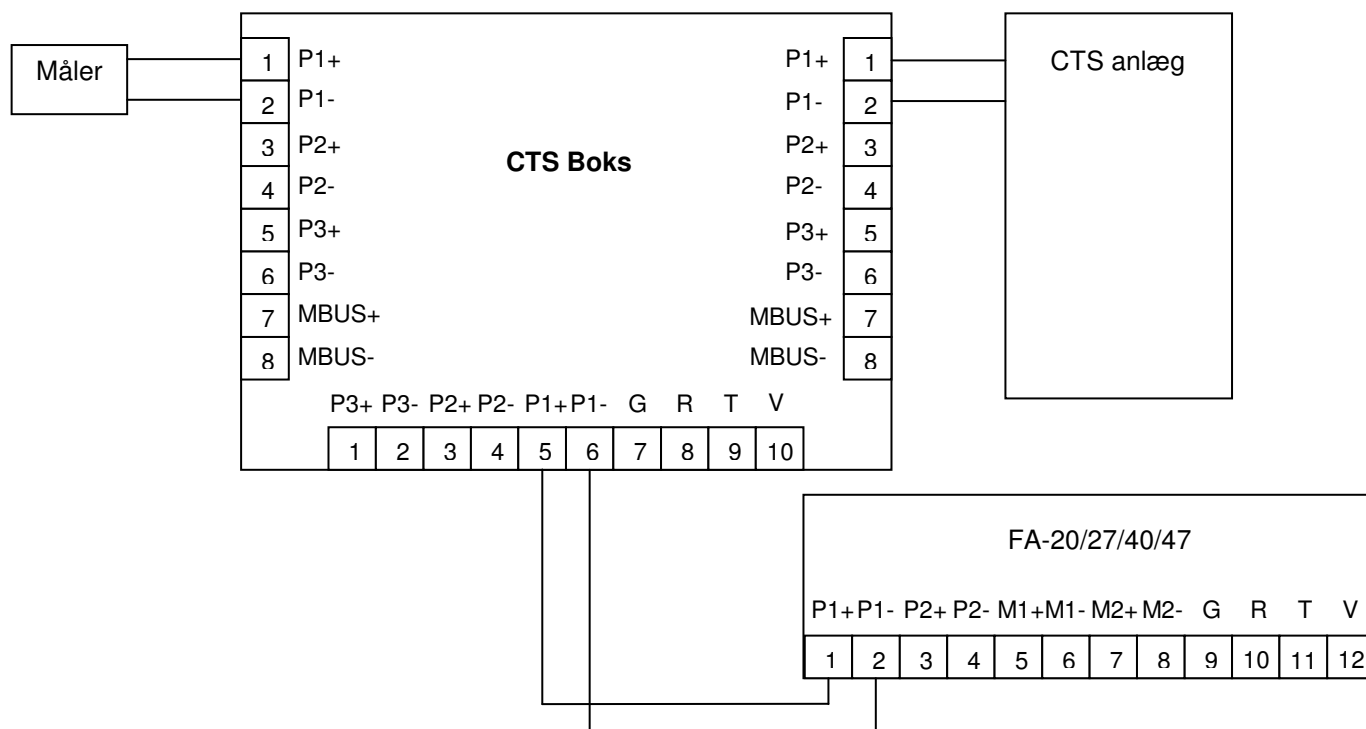 Måler
CTS anlæg
CTS Boks
1 P1+ P1+ 1
2 P1- P1- 2
3 P2+ P2+ 3
4 P2- P2- 4
5 P3+ P3+ 5
6 P3- P3- 6
7 MBUS+ MBUS+ 7
8 MBUS- MBUS- 8
P3+ P3- P2+ P2- P1+ P1- G R T V
1 2 3 4 5 6 7 8 9 10
FA-20/27/40/47
P1+ P1- P2+ P2- M1+ M1- M2+ M2- G R T V
1 2 3 4 5 6 7 8 9 10 11 12